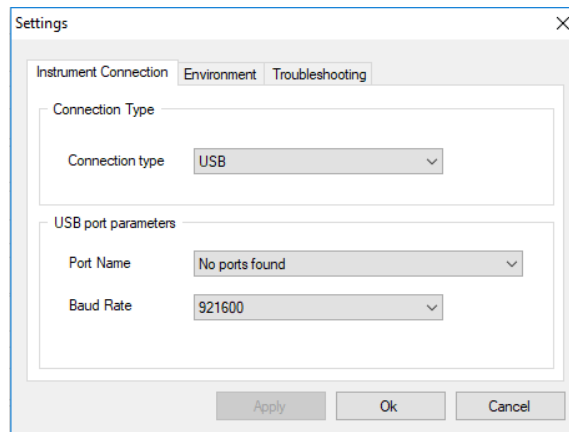 Settings
Instrument Connection Environment Troubleshooting
Connection Type
Connection type USB
USB port parameters
Port Name No ports found
Baud Rate 921600
Apply Ok Cancel